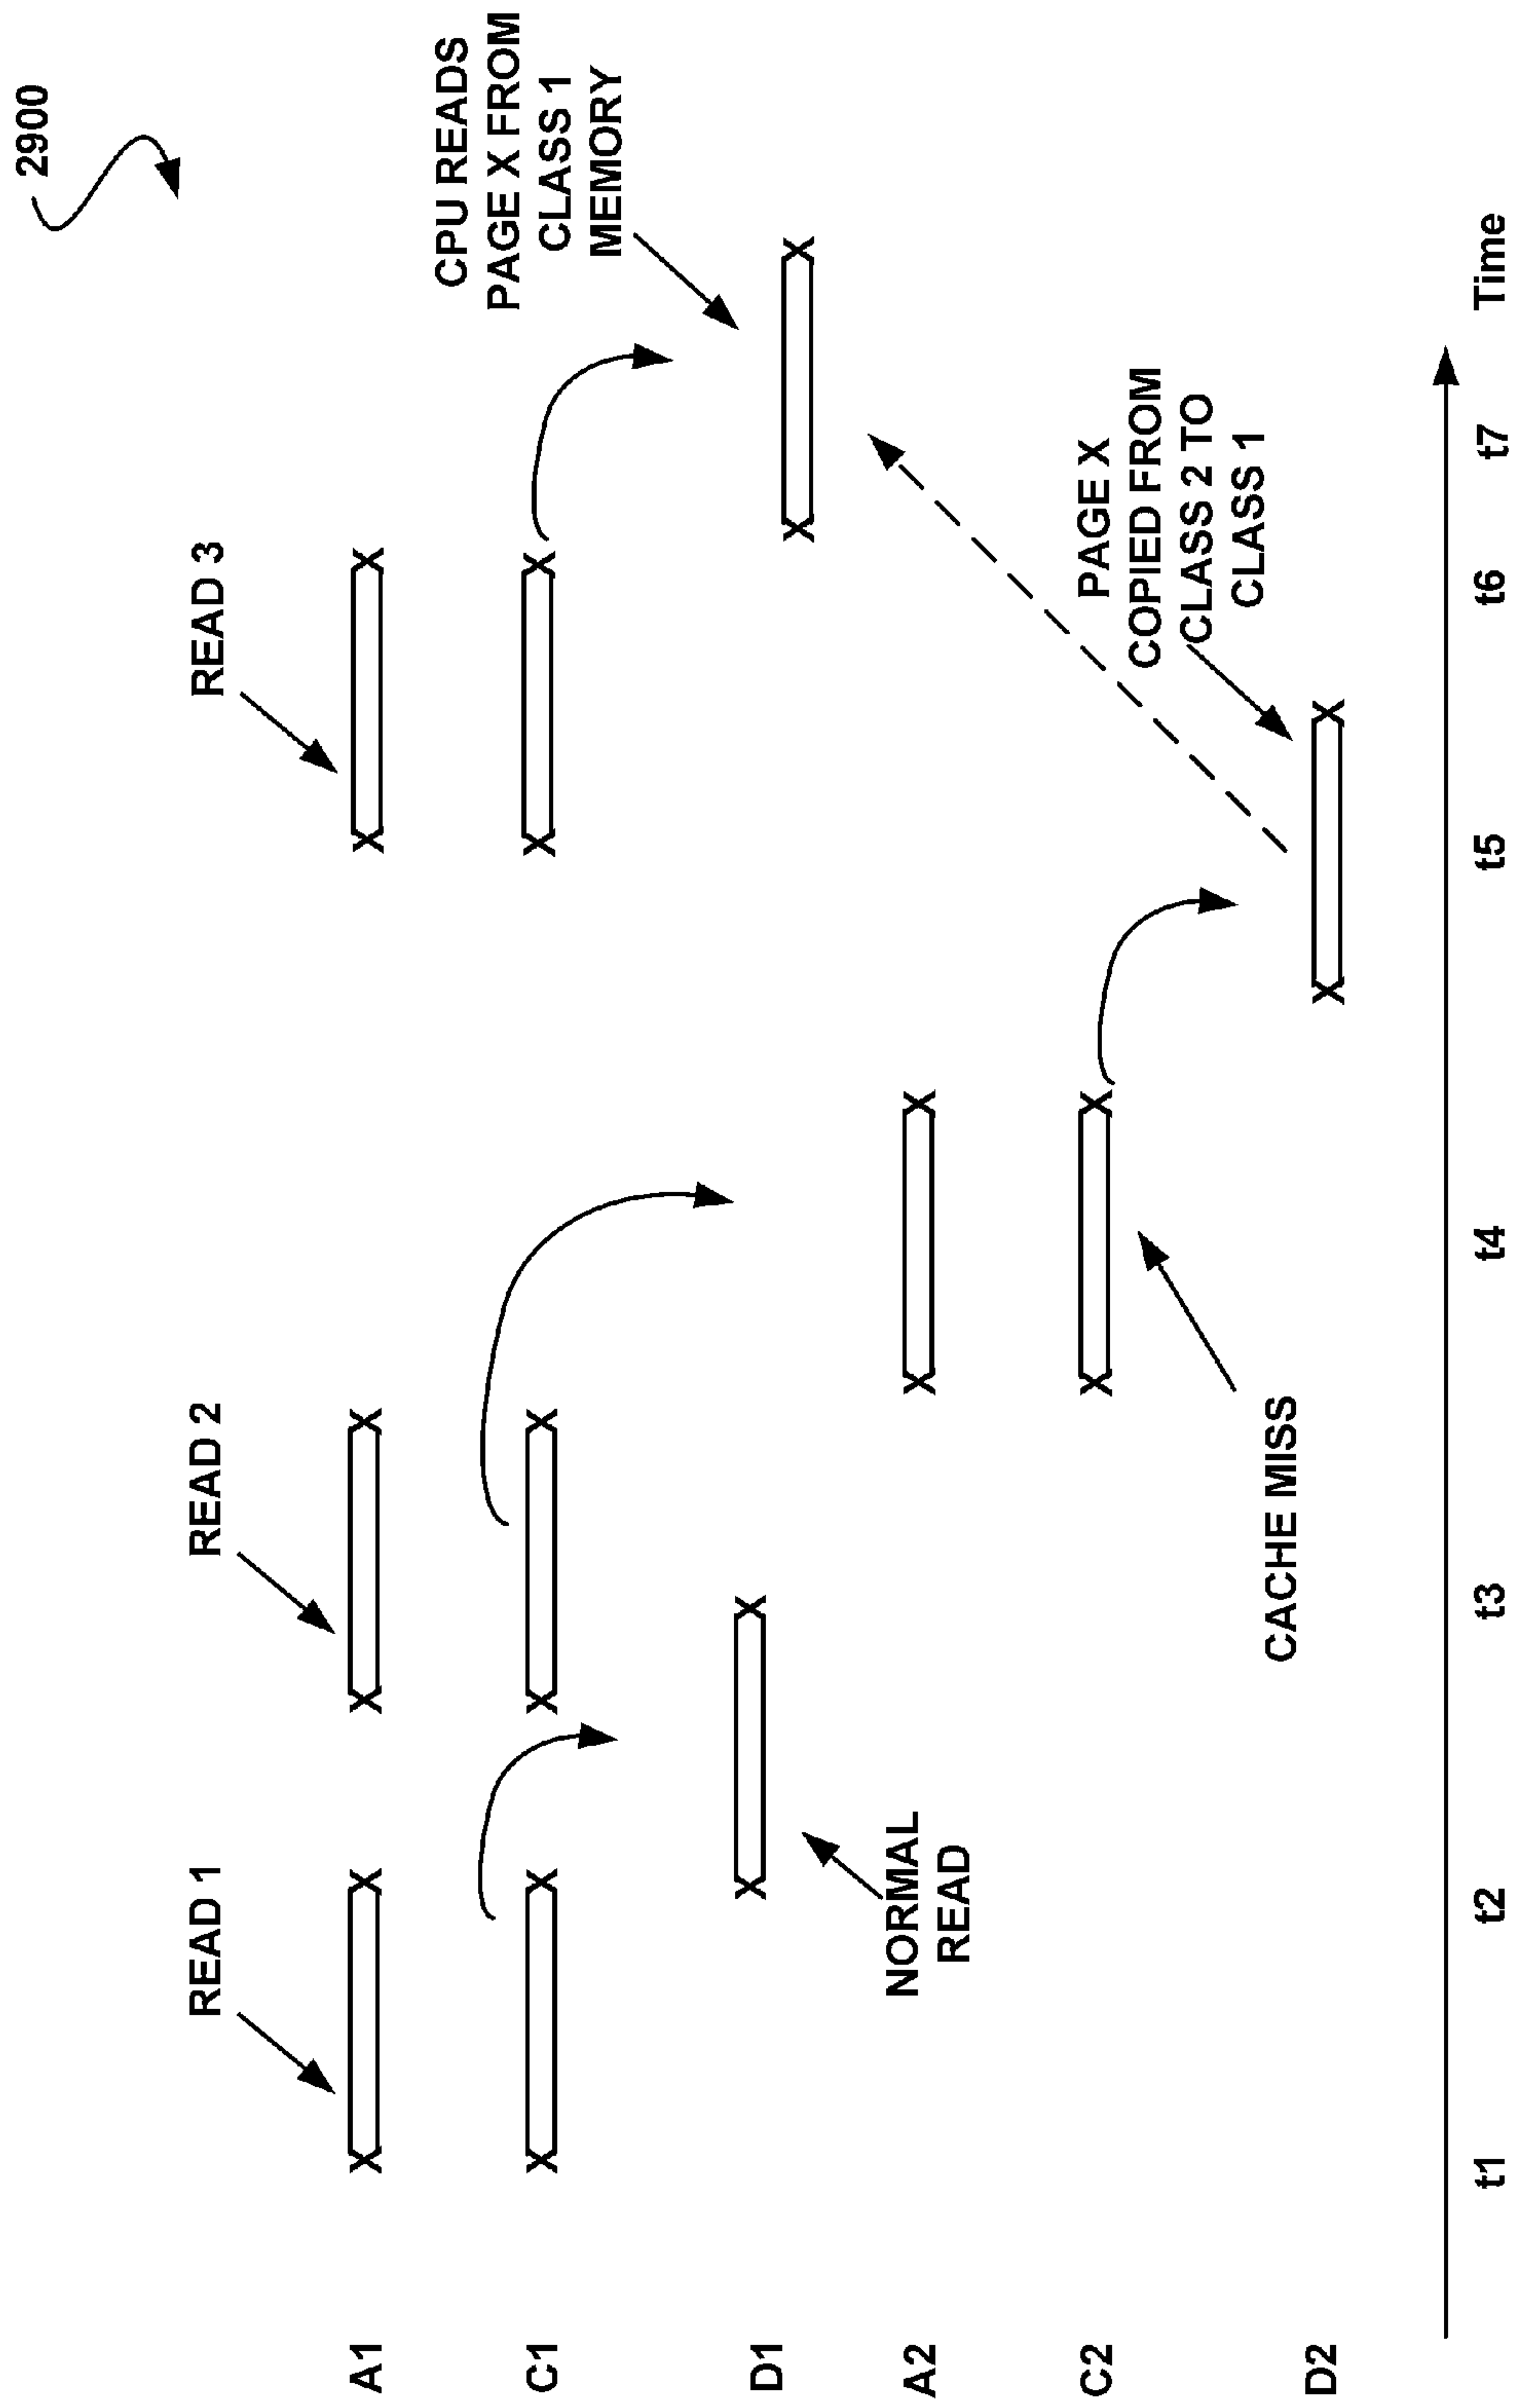 2900
CPU READS
PAGE X FROM
CLASS 1
MEMORY
READ 1
READ 2
READ 3
A1
X X
X X
X X
C1
X X
X X
X X
D1
X X
X X
NORMAL
READ
A2
X X
C2
X X
PAGE X
COPIED FROM
CLASS 2 TO
CLASS 1
CACHE MISS
D2
X X
t1 t2 t3 t4 t5 t6 t7 Time